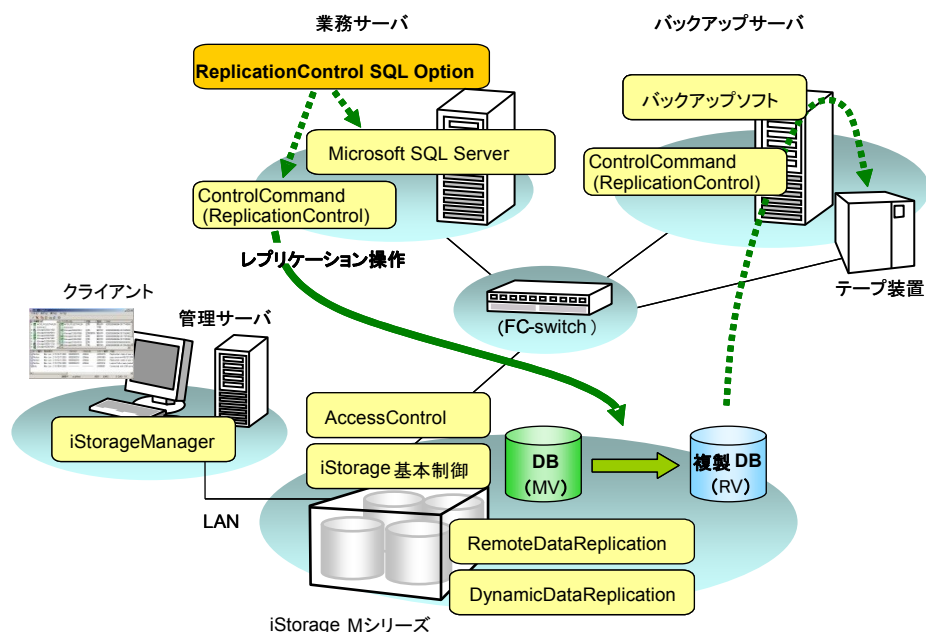 業務サーバ
バックアップサーバ
ReplicationControl SQL Option
バックアップソフト
Microsoft SQL Server
ControlCommand
(ReplicationControl)
ControlCommand
(ReplicationControl)
レプリケーション操作
テープ装置
クライアント
管理サーバ
(FC-switch)
AccessControl
iStorageManager
iStorage 基本制御
DB
(MV)
複製 DB
(RV)
LAN
RemoteDataReplication
DynamicDataReplication
iStorage Mシリーズ